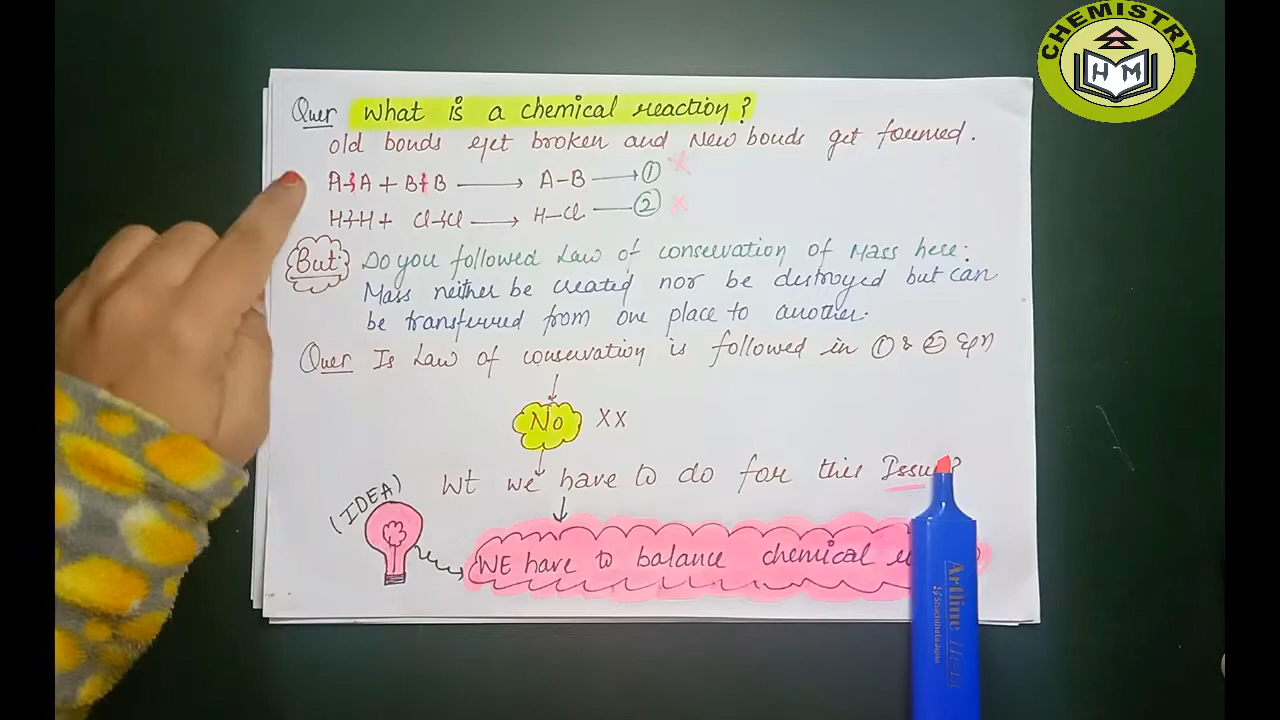 CHEMISTRY
H M
Quer What is a chemical reaction?
old bonds get broken and New bonds get formed.
A-A + B-B → A-B → ①
H-H + Cl-Cl → H-Cl — ②
But: Do you followed Law of conservation of Mass here:
Mass neither be created nor be destroyed but can
be transferred from one place to another.
Quer Is Law of conservation is followed in ① & ② eqn
No XX
Wt we have to do for this Issue?
(IDEA)
WE have to balance chemical
Artline